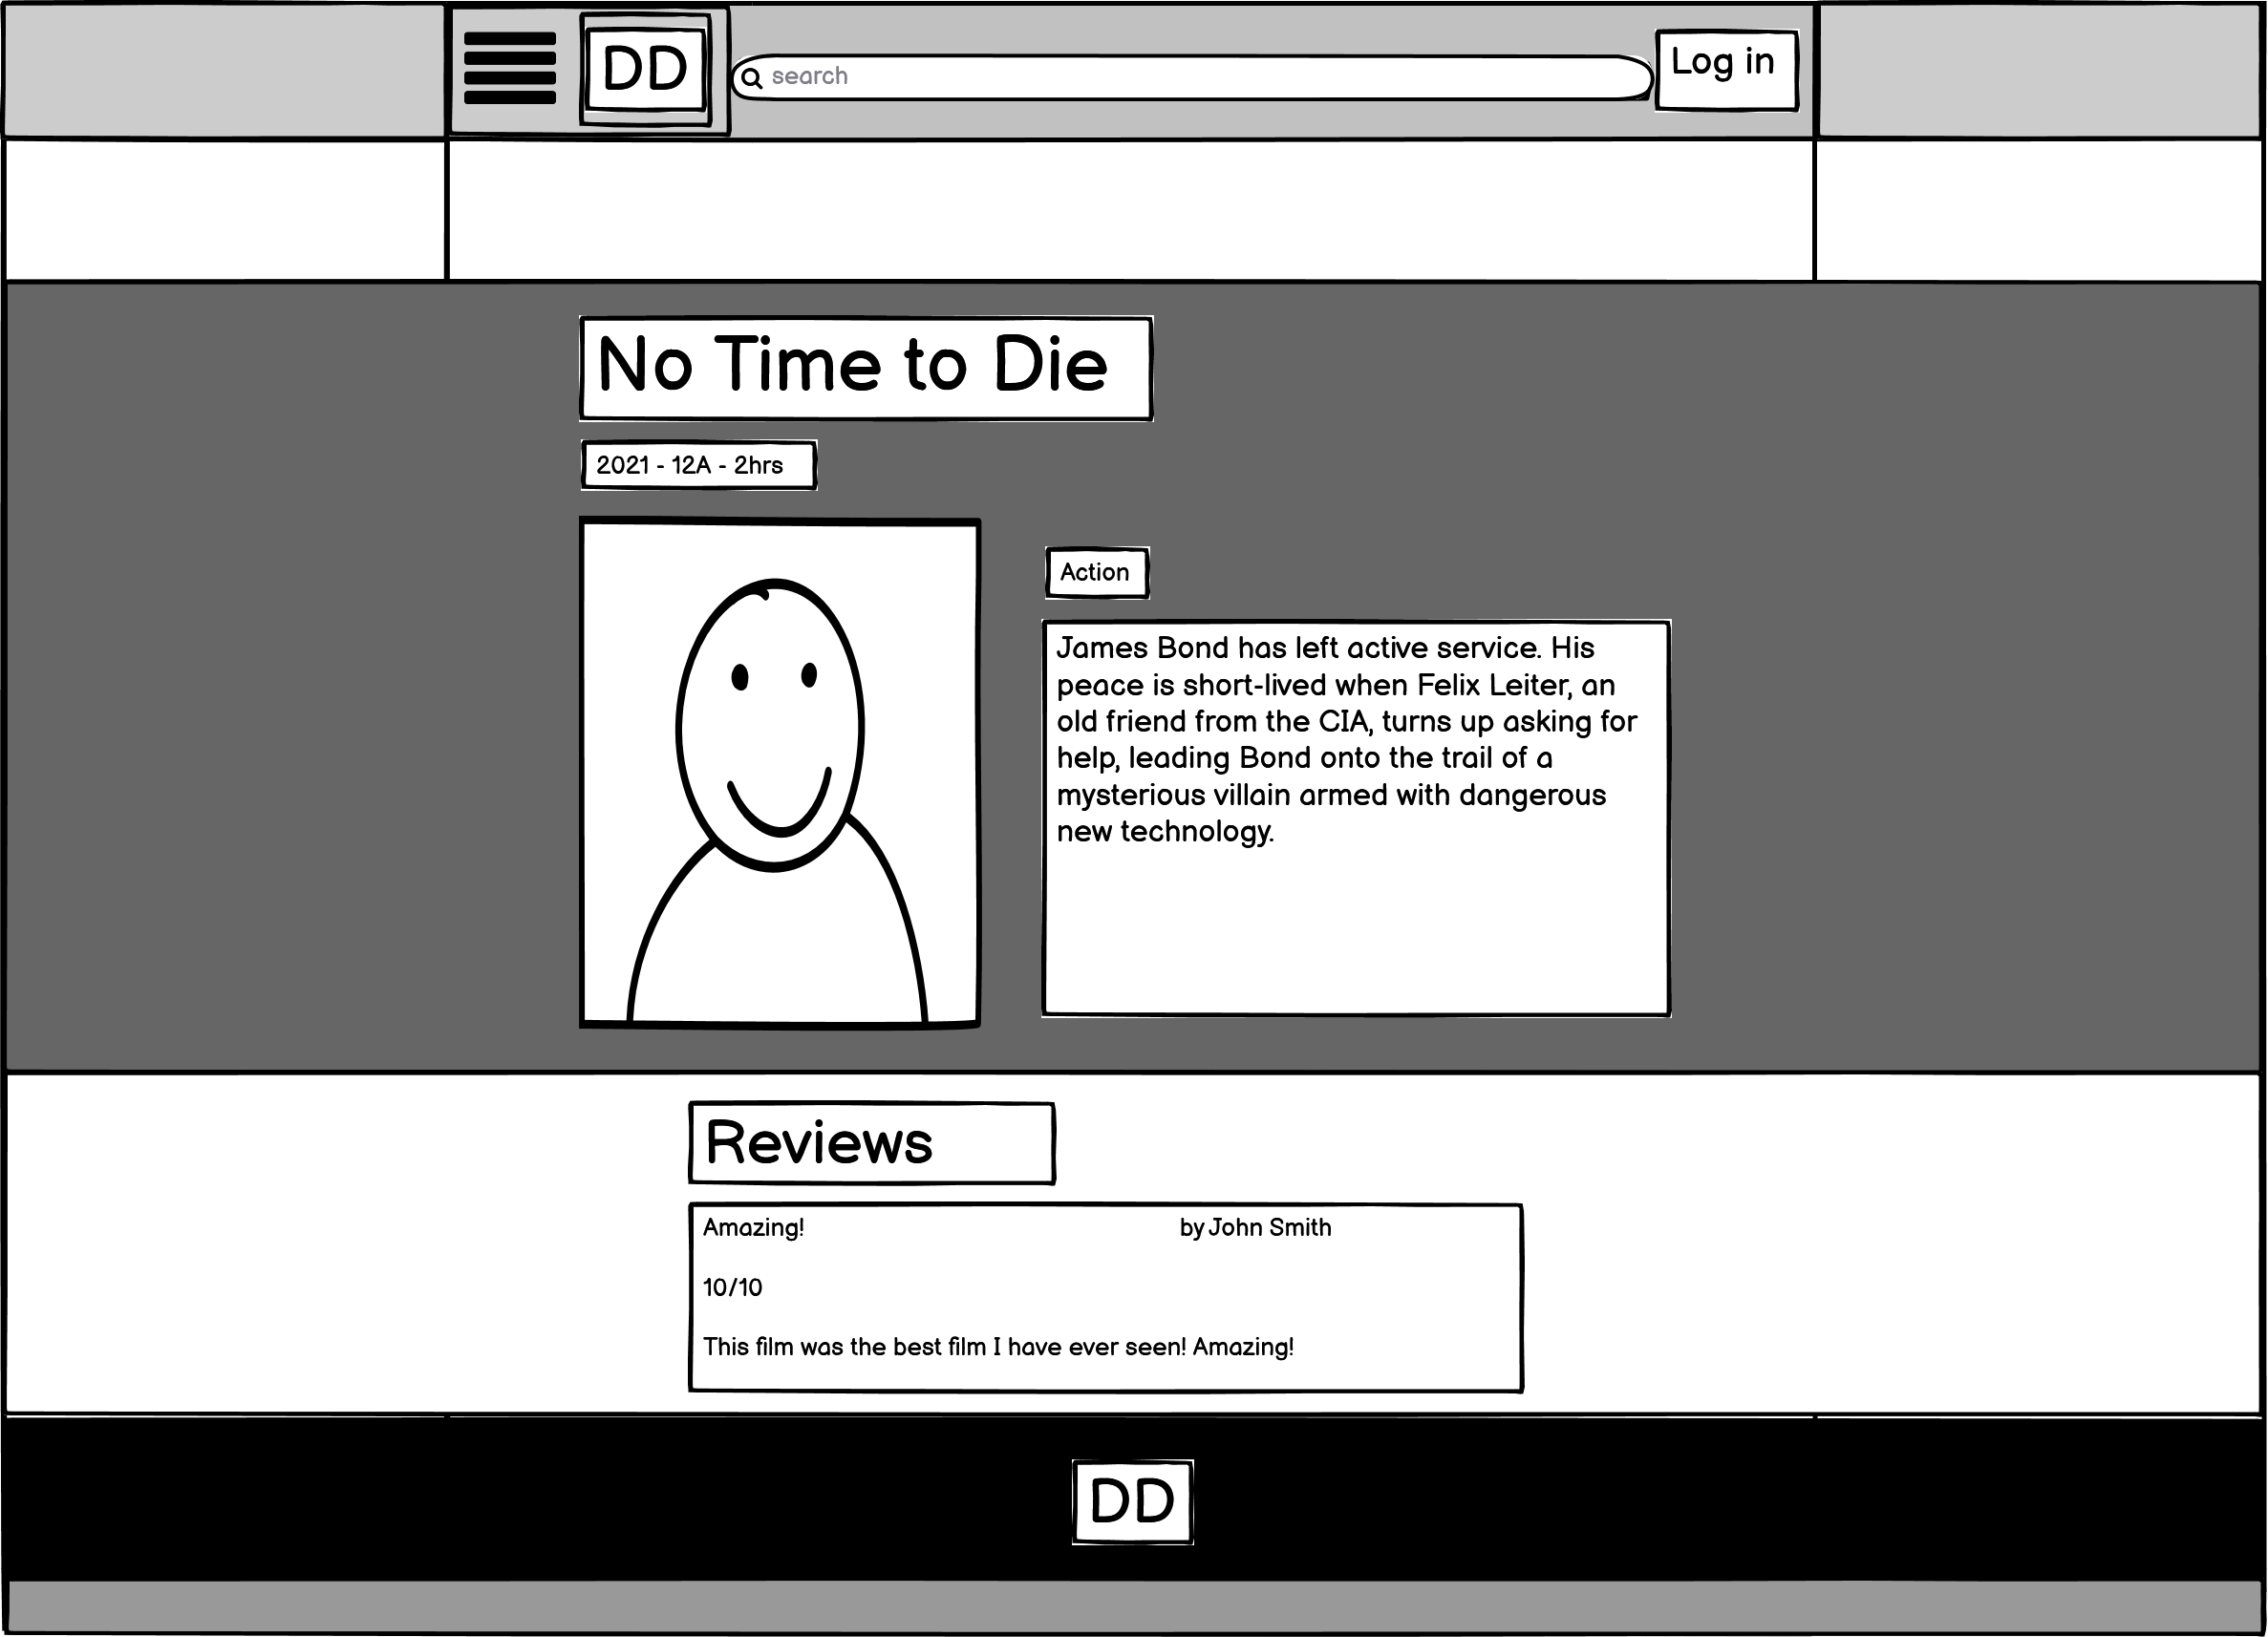 DD
search
Log in
No Time to Die
2021 - 12A - 2hrs
Action
James Bond has left active service. His
peace is short-lived when Felix Leiter, an
old friend from the CIA, turns up asking for
help, leading Bond onto the trail of a
mysterious villain armed with dangerous
new technology.
Reviews
Amazing! by John Smith
10/10
This film was the best film I have ever seen! Amazing!
DD